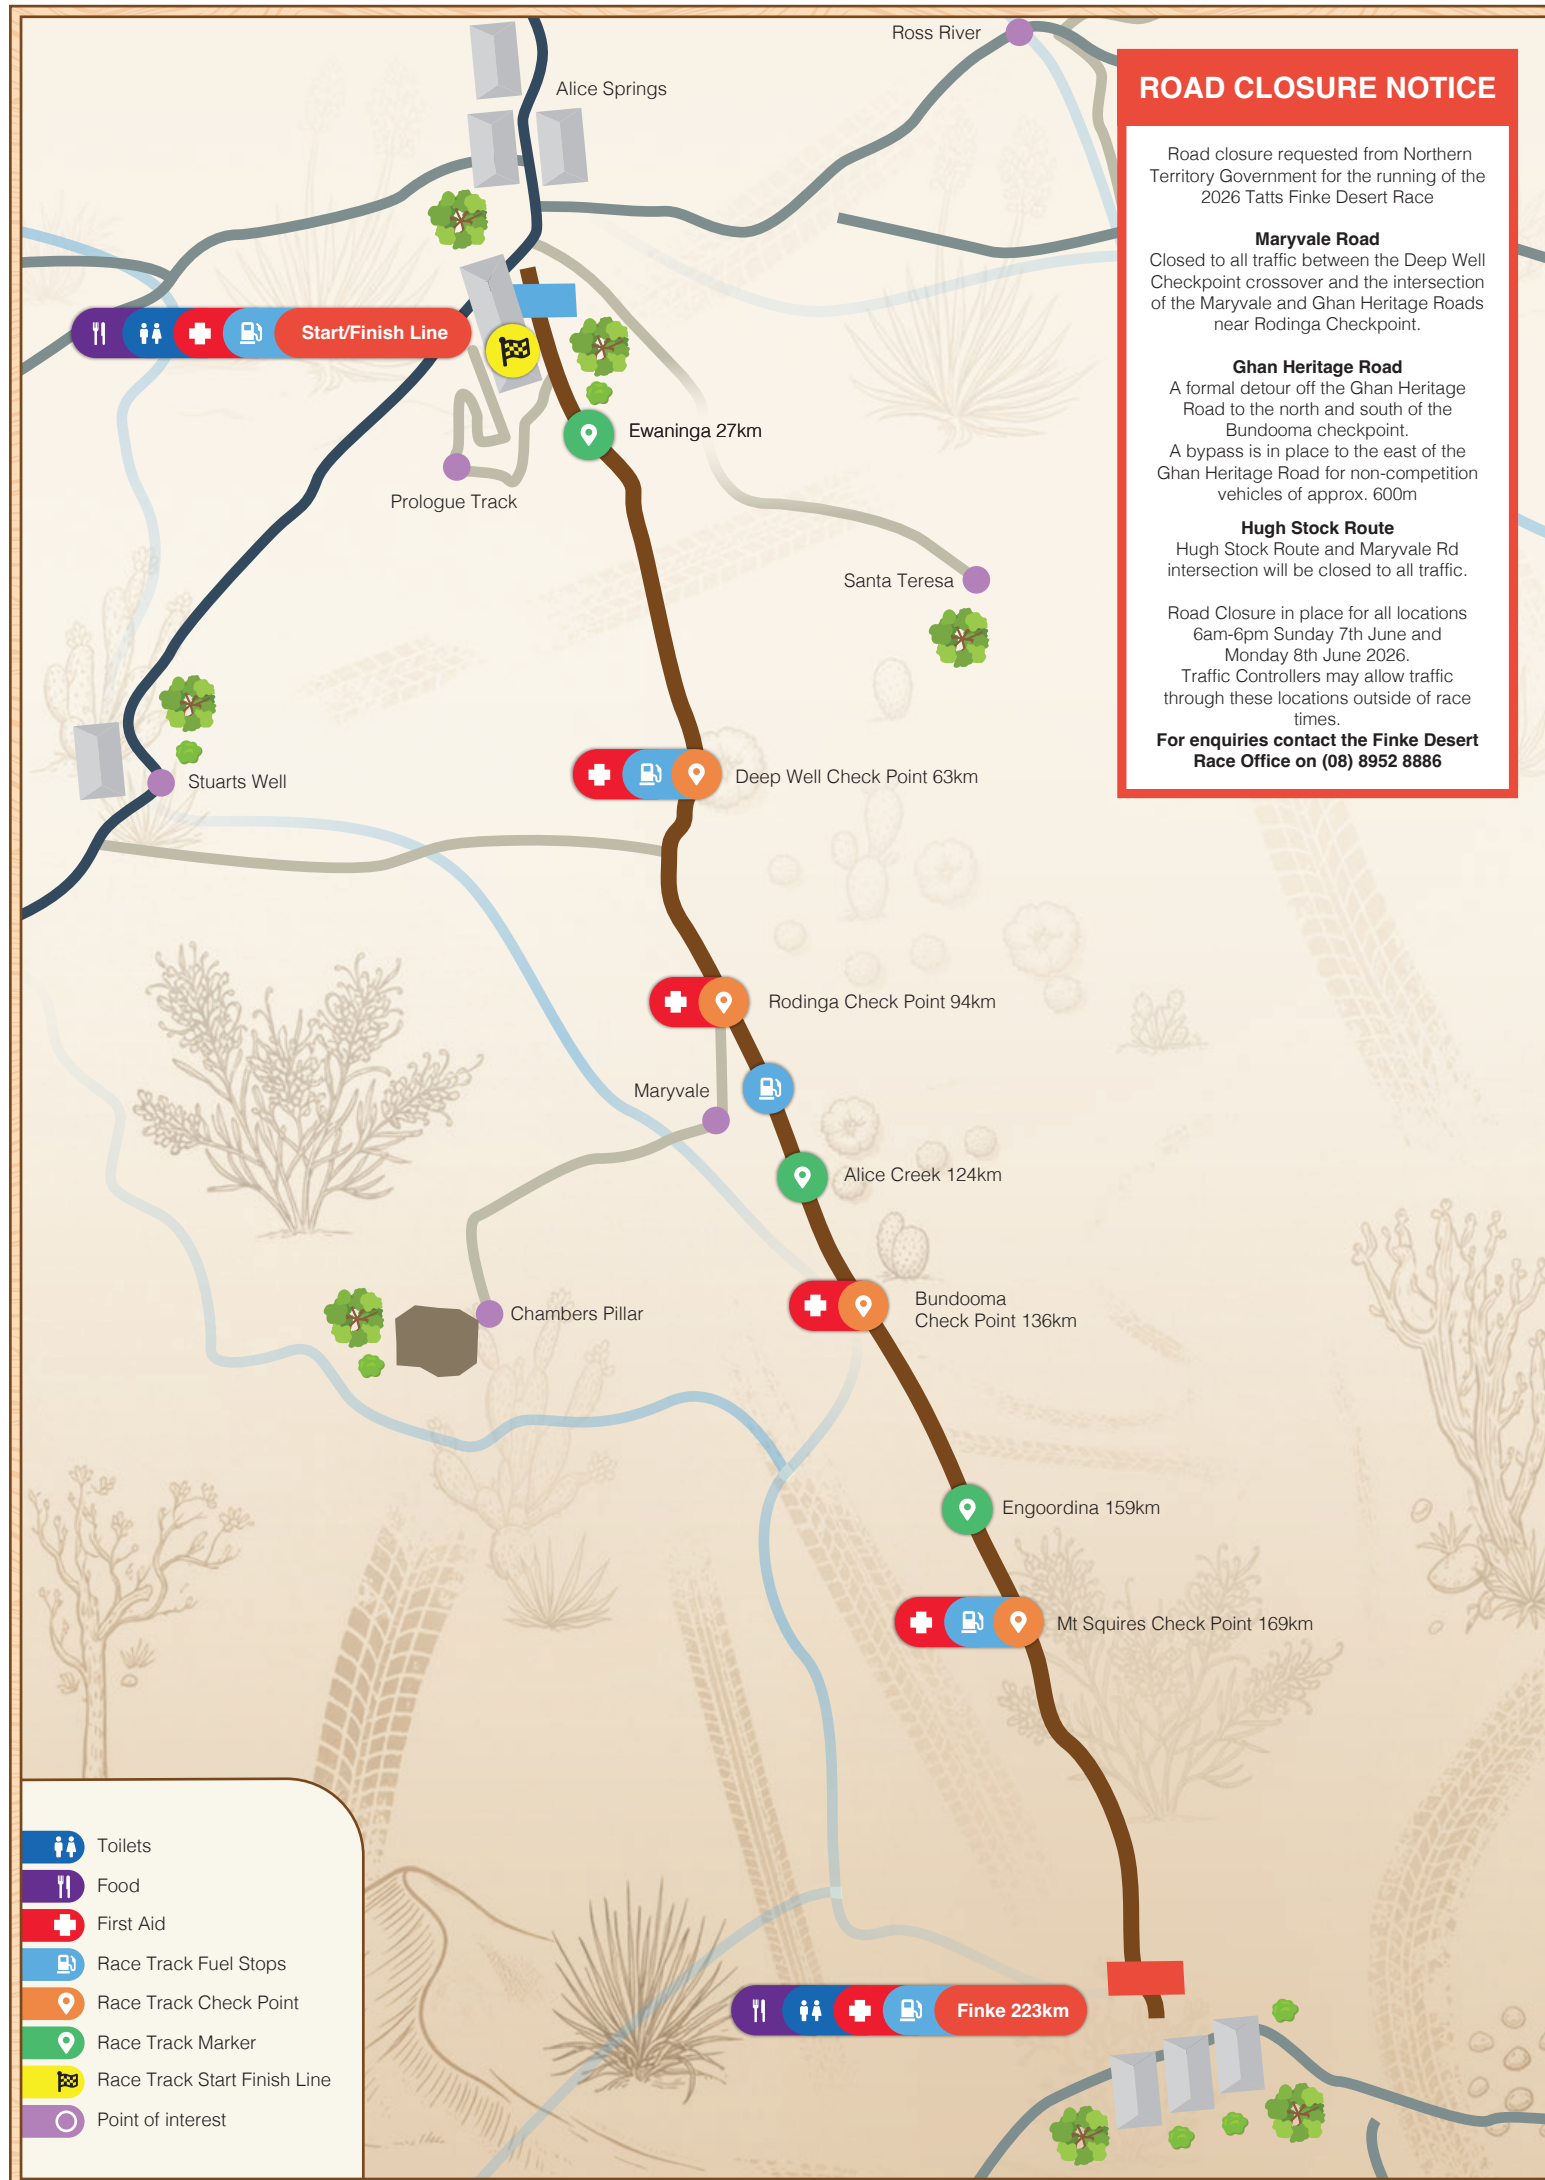 Ross River
Alice Springs
ROAD CLOSURE NOTICE
Road closure requested from Northern
Territory Government for the running of the
2026 Tatts Finke Desert Race
Maryvale Road
Closed to all traffic between the Deep Well
Checkpoint crossover and the intersection
of the Maryvale and Ghan Heritage Roads
near Rodinga Checkpoint.
Ghan Heritage Road
A formal detour off the Ghan Heritage
Road to the north and south of the
Bundooma checkpoint.
A bypass is in place to the east of the
Ghan Heritage Road for non-competition
vehicles of approx. 600m
Hugh Stock Route
Hugh Stock Route and Maryvale Rd
intersection will be closed to all traffic.
Road Closure in place for all locations
6am-6pm Sunday 7th June and
Monday 8th June 2026.
Traffic Controllers may allow traffic
through these locations outside of race
times.
For enquiries contact the Finke Desert
Race Office on (08) 8952 8886
Start/Finish Line
Ewaninga 27km
Prologue Track
Santa Teresa
Stuarts Well
Deep Well Check Point 63km
Rodinga Check Point 94km
Maryvale
Alice Creek 124km
Bundooma
Check Point 136km
Chambers Pillar
Engoordina 159km
Mt Squires Check Point 169km
Finke 223km
Toilets
Food
First Aid
Race Track Fuel Stops
Race Track Check Point
Race Track Marker
Race Track Start Finish Line
Point of interest